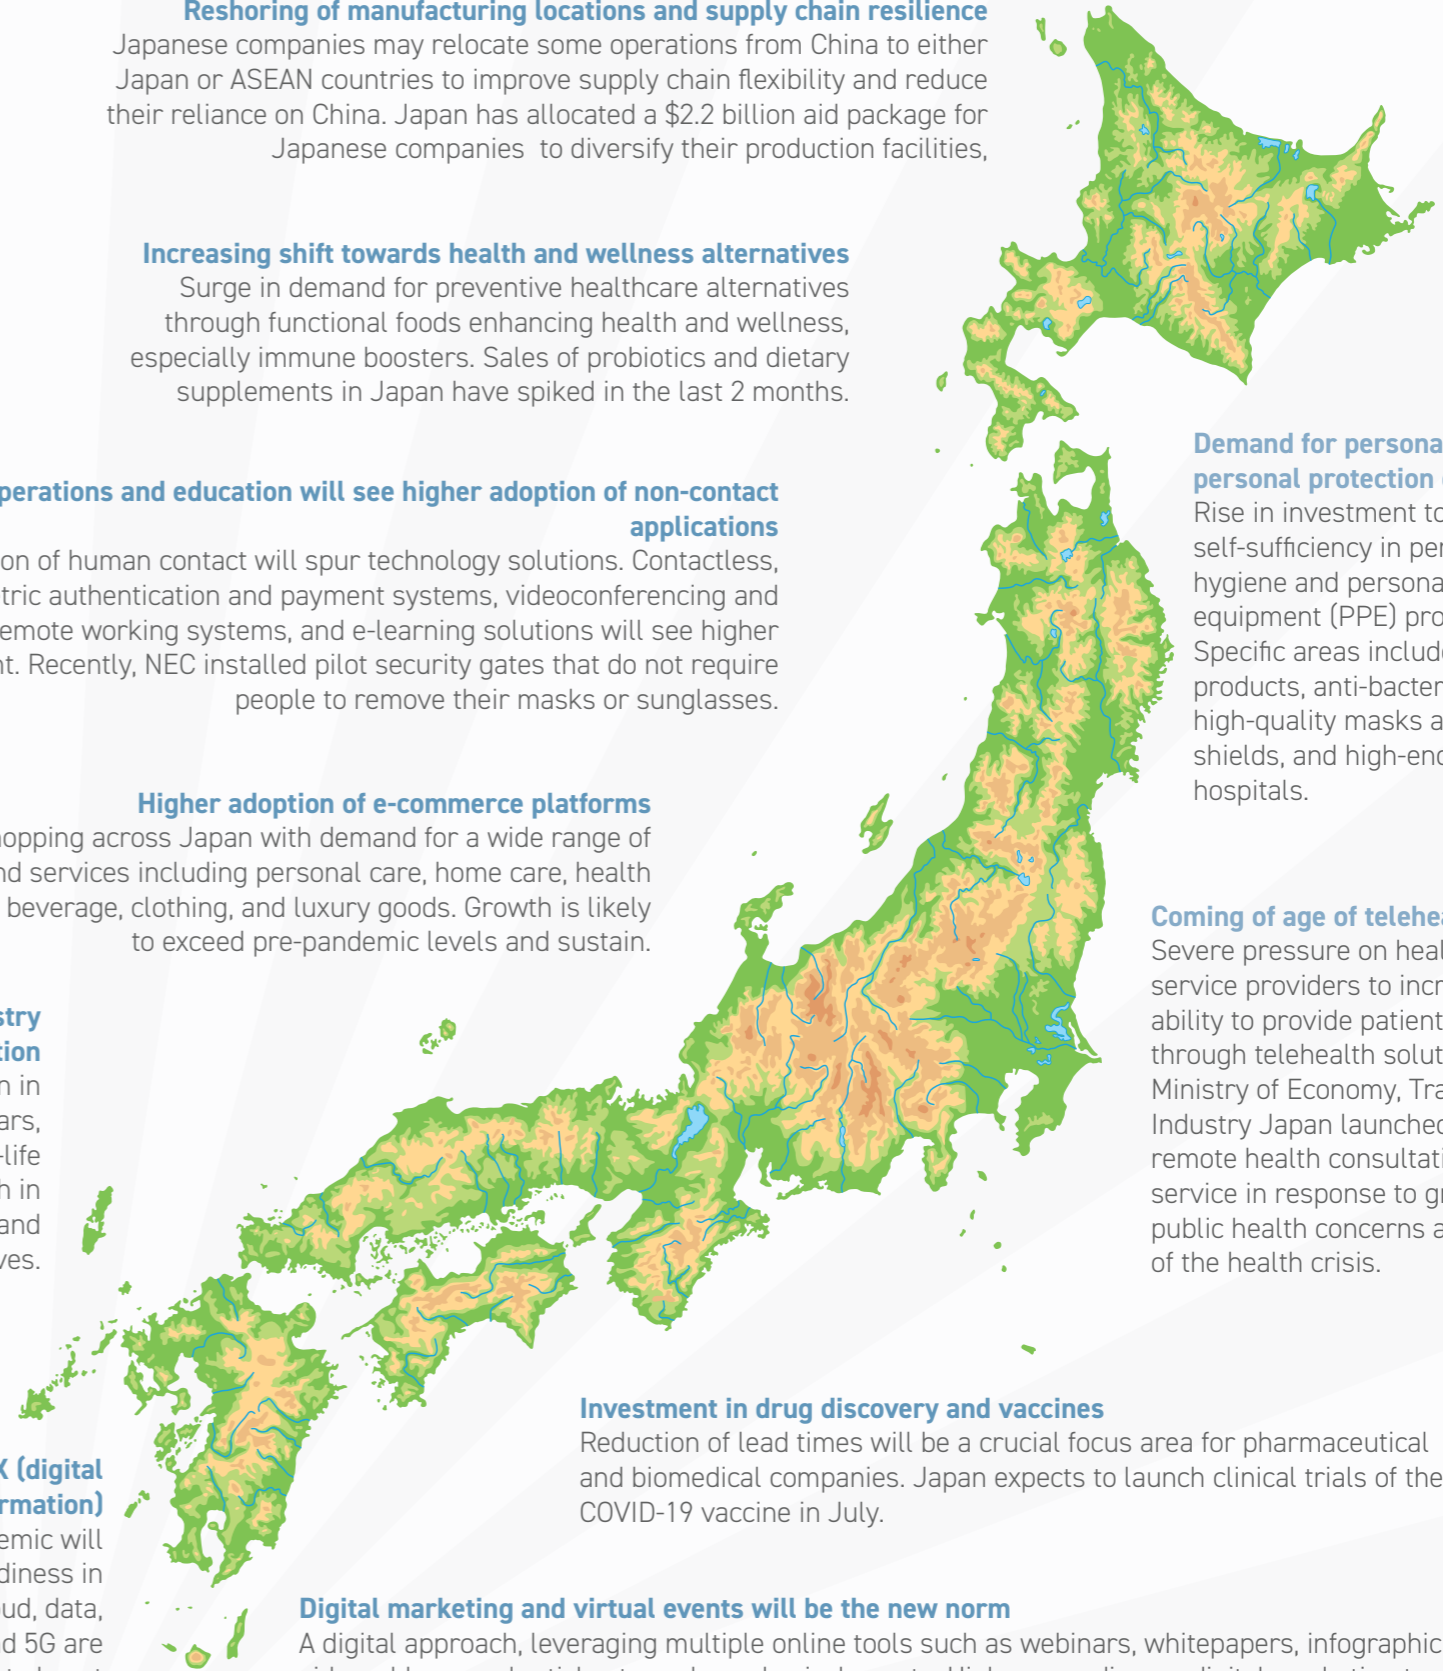 Reshoring of manufacturing locations and supply chain resilience
Japanese companies may relocate some operations from China to either
Japan or ASEAN countries to improve supply chain flexibility and reduce
their reliance on China. Japan has allocated a $2.2 billion aid package for
Japanese companies to diversify their production facilities,
Increasing shift towards health and wellness alternatives
Surge in demand for preventive healthcare alternatives
through functional foods enhancing health and wellness,
especially immune boosters. Sales of probiotics and dietary
supplements in Japan have spiked in the last 2 months.
perations and education will see higher adoption of non-contact
applications
on of human contact will spur technology solutions. Contactless,
tric authentication and payment systems, videoconferencing and
emote working systems, and e-learning solutions will see higher
nt. Recently, NEC installed pilot security gates that do not require
people to remove their masks or sunglasses.
Demand for persona
personal protection
Rise in investment to
self-sufficiency in per
hygiene and persona
equipment (PPE) pro
Specific areas include
products, anti-bacter
high-quality masks a
shields, and high-end
hospitals.
Higher adoption of e-commerce platforms
opping across Japan with demand for a wide range of
nd services including personal care, home care, health
beverage, clothing, and luxury goods. Growth is likely
to exceed pre-pandemic levels and sustain.
Coming of age of telehea
Severe pressure on heal
service providers to incr
ability to provide patient
through telehealth solut
Ministry of Economy, Tra
Industry Japan launched
remote health consultati
service in response to gr
public health concerns a
of the health crisis.
stry
tion
n in
ars,
-life
h in
and
ves.
Investment in drug discovery and vaccines
Reduction of lead times will be a crucial focus area for pharmaceutical
and biomedical companies. Japan expects to launch clinical trials of the
COVID-19 vaccine in July.
X (digital
rmation)
emic will
diness in
oud, data,
nd 5G are
Digital marketing and virtual events will be the new norm
A digital approach, leveraging multiple online tools such as webinars, whitepapers, infographic